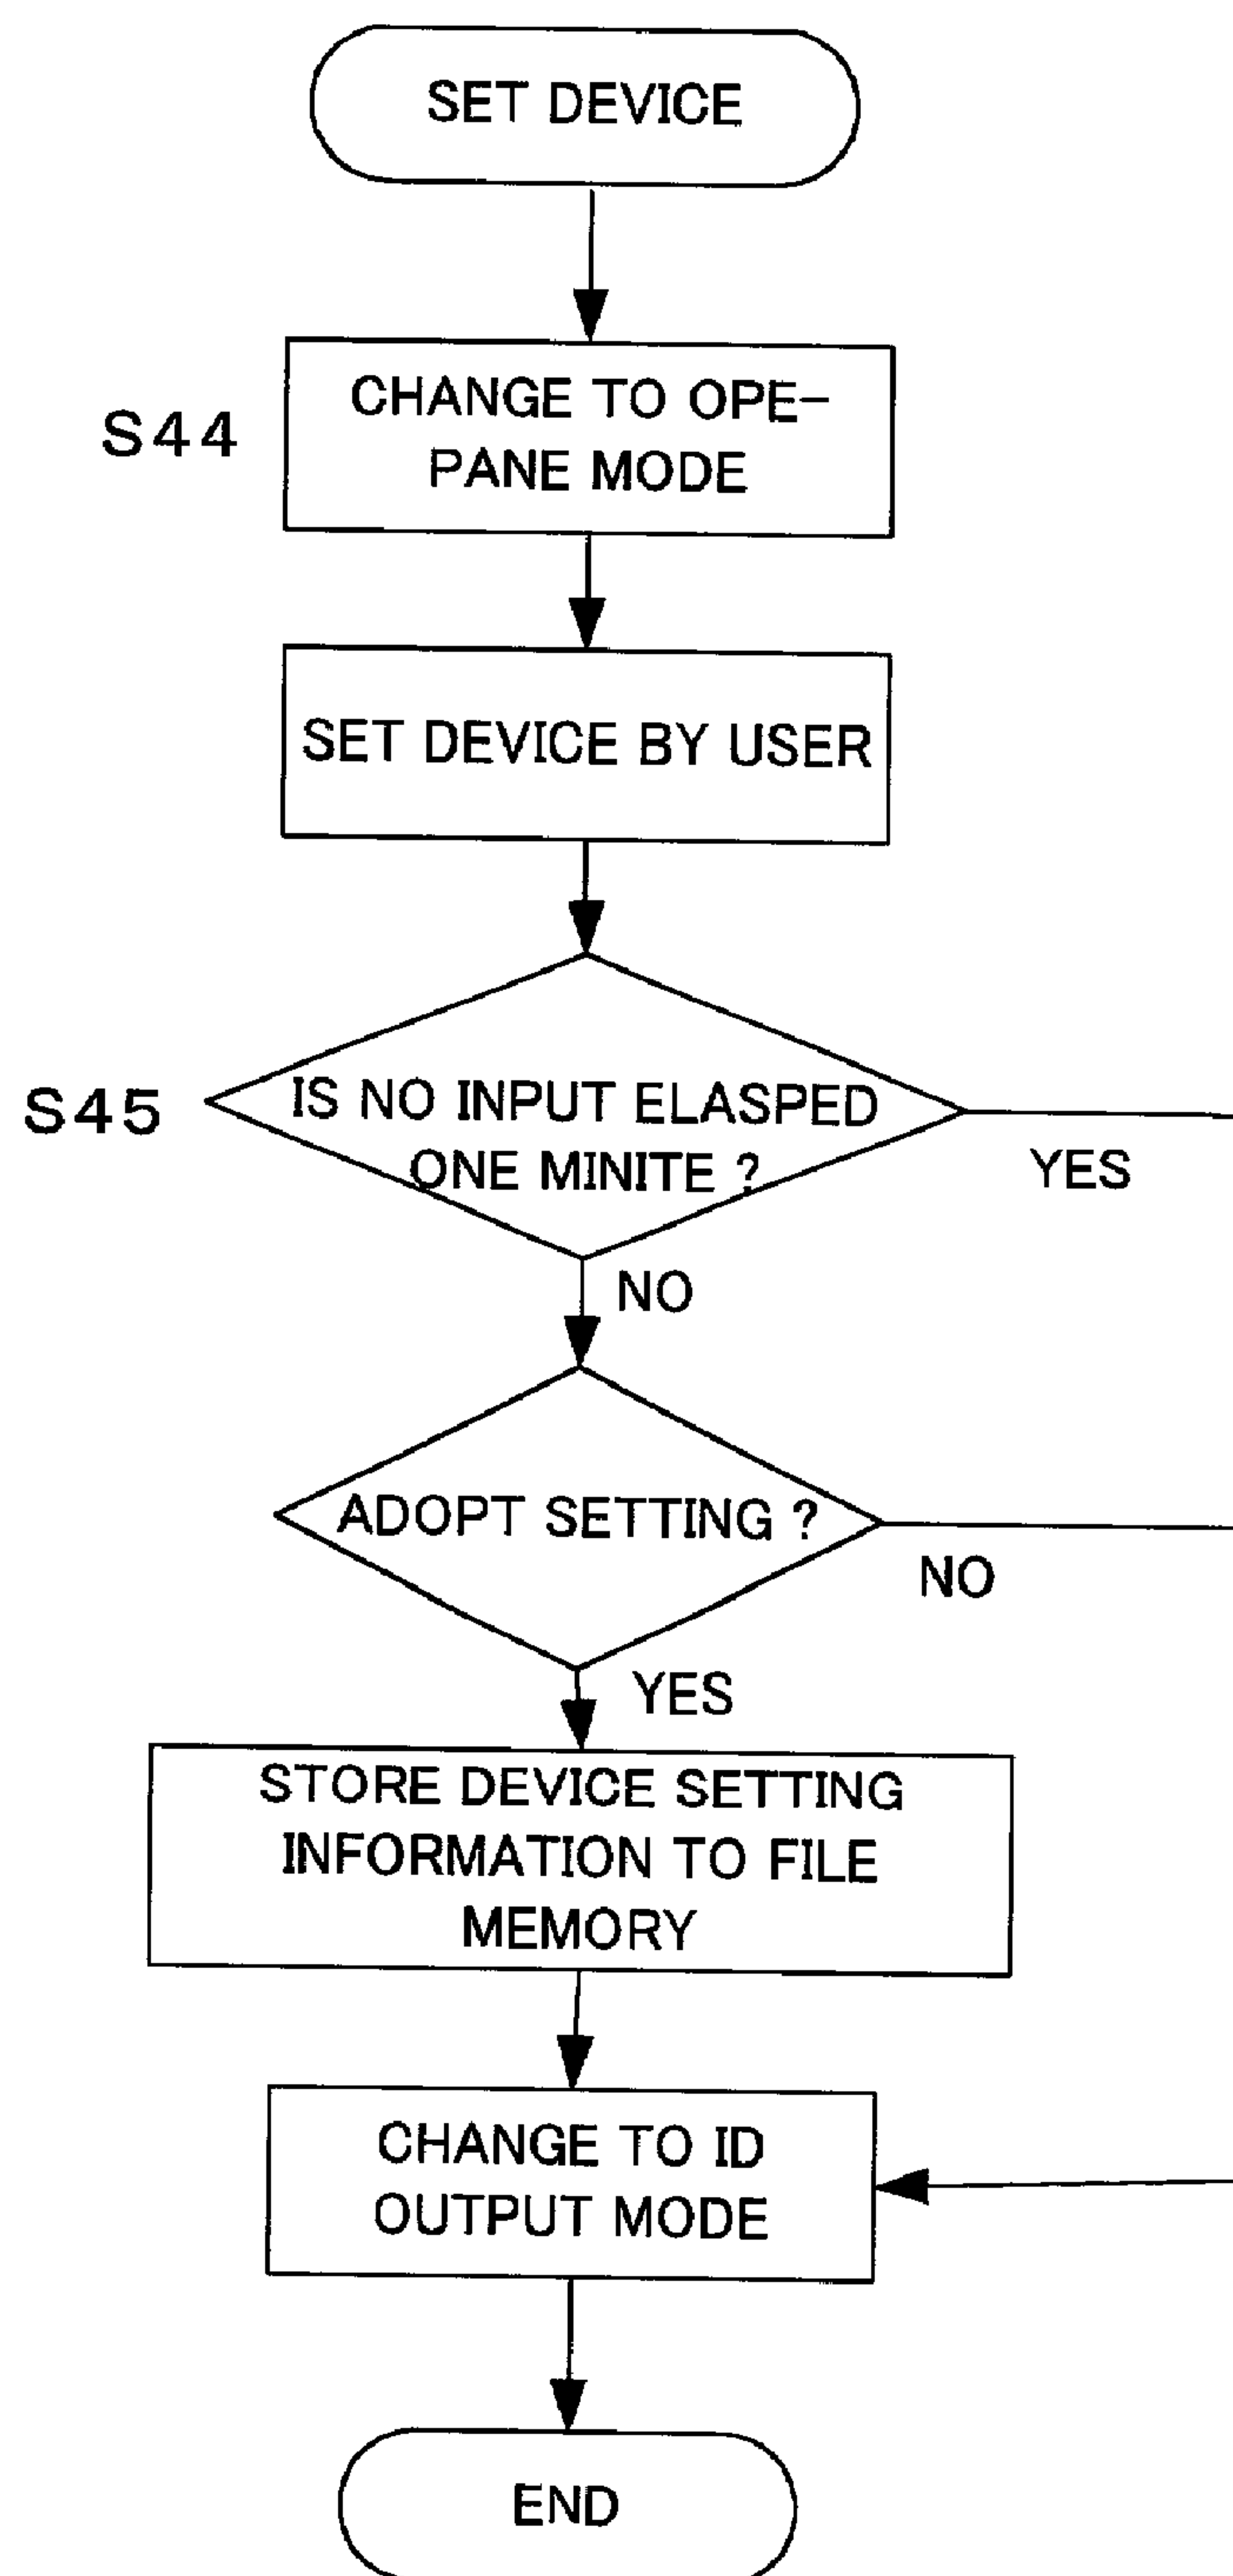 SET DEVICE
S44
CHANGE TO OPE-
PANE MODE
SET DEVICE BY USER
S45
IS NO INPUT ELASPED
ONE MINITE ?
YES
NO
ADOPT SETTING ?
NO
YES
STORE DEVICE SETTING
INFORMATION TO FILE
MEMORY
CHANGE TO ID
OUTPUT MODE
END